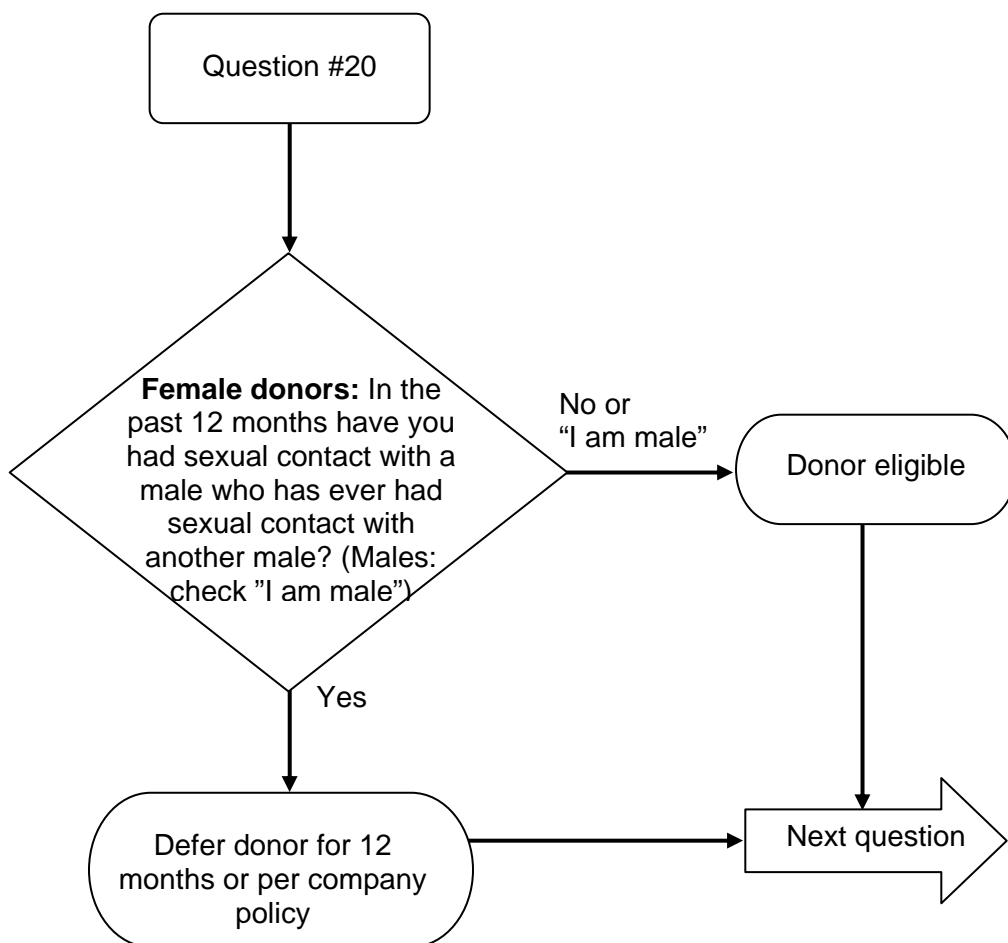 Question #20
Female donors: In the
past 12 months have you
had sexual contact with a
male who has ever had
sexual contact with
another male? (Males:
check ”I am male”)
No or
“I am male”
Donor eligible
Yes
Defer donor for 12
months or per company
policy
Next question